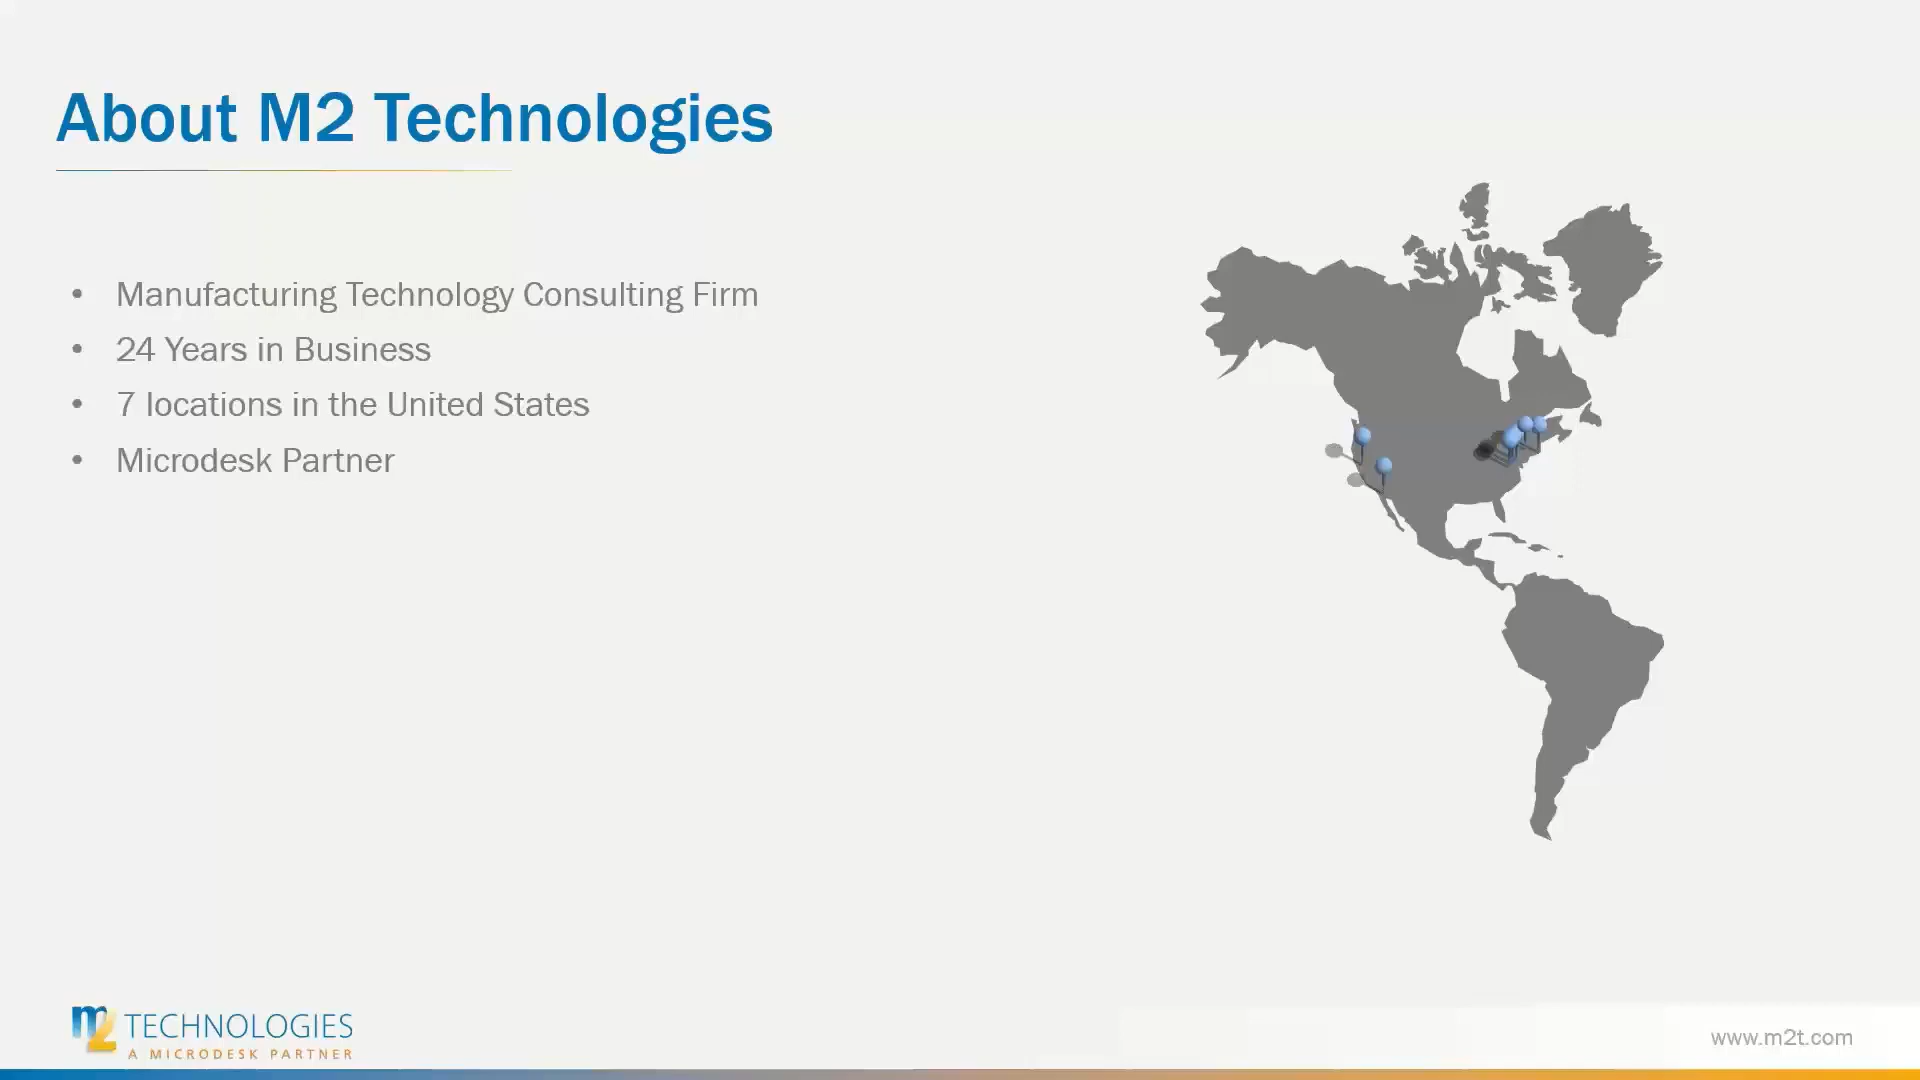 About M2 Technologies
• Manufacturing Technology Consulting Firm
• 24 Years in Business
• 7 locations in the United States
• Microdesk Partner
m2 TECHNOLOGIES
A MICRODESK PARTNER
www.m2t.com